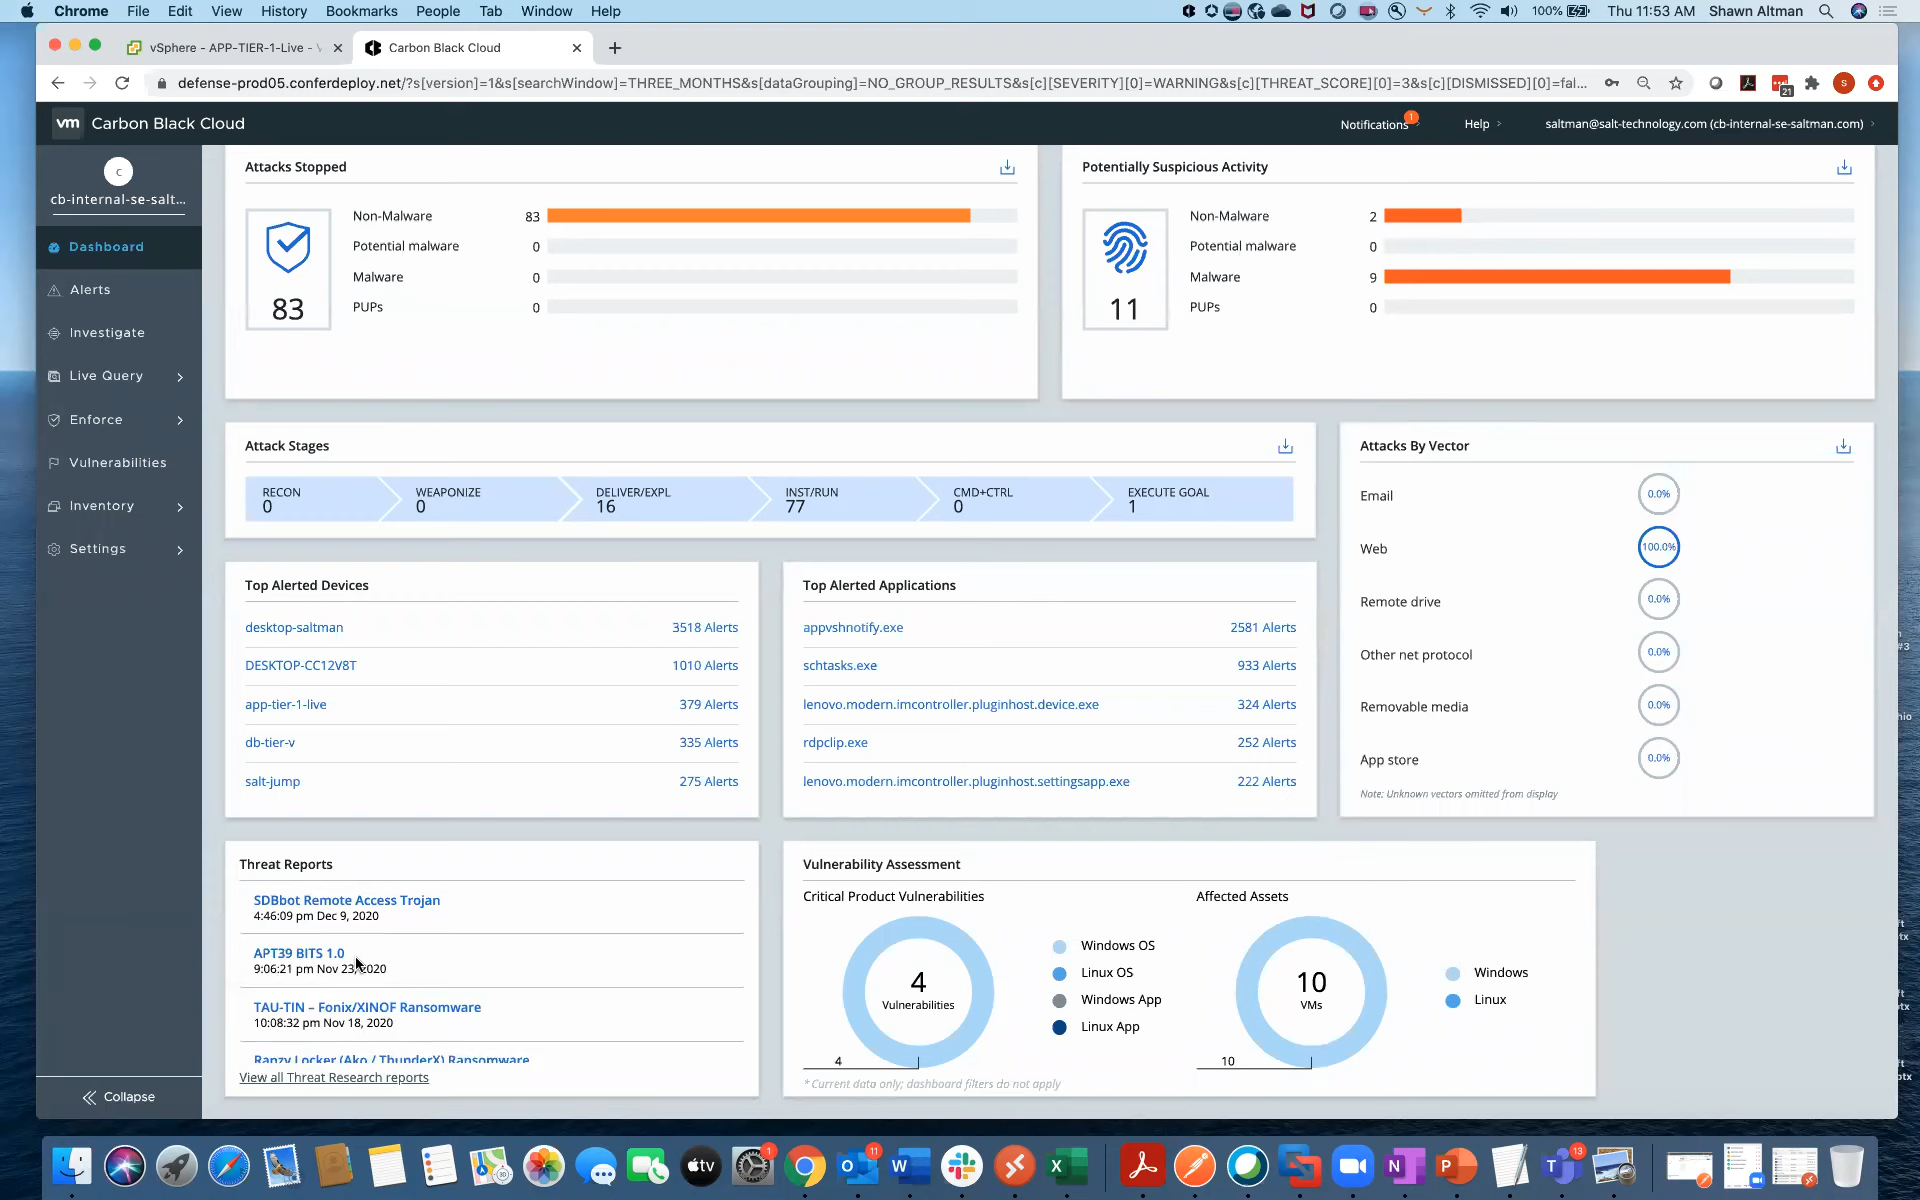 Chrome File Edit View History Bookmarks People Tab Window Help
100% Thu 11:53 AM Shawn Altman
vSphere - APP-TIER-1-Live -
Carbon Black Cloud
defense-prod05.conferdeploy.net/?s[version]=1&s[searchWindow]=THREE_MONTHS&s[dataGrouping]=NO_GROUP_RESULTS&s[c][SEVERITY][0]=WARNING&s[c][THREAT_SCORE][0]=3&s[c][DISMISSED][0]=fal...
21
S
vm Carbon Black Cloud
Notifications 1
Help
saltman@salt-technology.com (cb-internal-se-saltman.com)
C
cb-internal-se-salt...
Dashboard
Alerts
Investigate
Live Query
Enforce
Vulnerabilities
Inventory
Settings
Collapse
Attacks Stopped
83
Non-Malware 83
Potential malware 0
Malware 0
PUPs 0
Potentially Suspicious Activity
11
Non-Malware 2
Potential malware 0
Malware 9
PUPs 0
Attack Stages
RECON
0
WEAPONIZE
0
DELIVER/EXPL
16
INST/RUN
77
CMD+CTRL
0
EXECUTE GOAL
1
Attacks By Vector
Email 0.0%
Web 100.0%
Remote drive 0.0%
Other net protocol 0.0%
Removable media 0.0%
App store 0.0%
Note: Unknown vectors omitted from display
Top Alerted Devices
desktop-saltman 3518 Alerts
DESKTOP-CC12V8T 1010 Alerts
app-tier-1-live 379 Alerts
db-tier-v 335 Alerts
salt-jump 275 Alerts
Top Alerted Applications
appvshnotify.exe 2581 Alerts
schtasks.exe 933 Alerts
lenovo.modern.imcontroller.pluginhost.device.exe 324 Alerts
rdpclip.exe 252 Alerts
lenovo.modern.imcontroller.pluginhost.settingsapp.exe 222 Alerts
Threat Reports
SDBbot Remote Access Trojan
4:46:09 pm Dec 9, 2020
APT39 BITS 1.0
9:06:21 pm Nov 23, 2020
TAU-TIN – Fonix/XINOF Ransomware
10:08:32 pm Nov 18, 2020
Ranzy Locker (Ako / ThunderX) Ransomware
View all Threat Research reports
Vulnerability Assessment
Critical Product Vulnerabilities
4
Vulnerabilities
4
Windows OS
Linux OS
Windows App
Linux App
Affected Assets
10
VMs
10
Windows
Linux
* Current data only; dashboard filters do not apply
tv
1
11
13